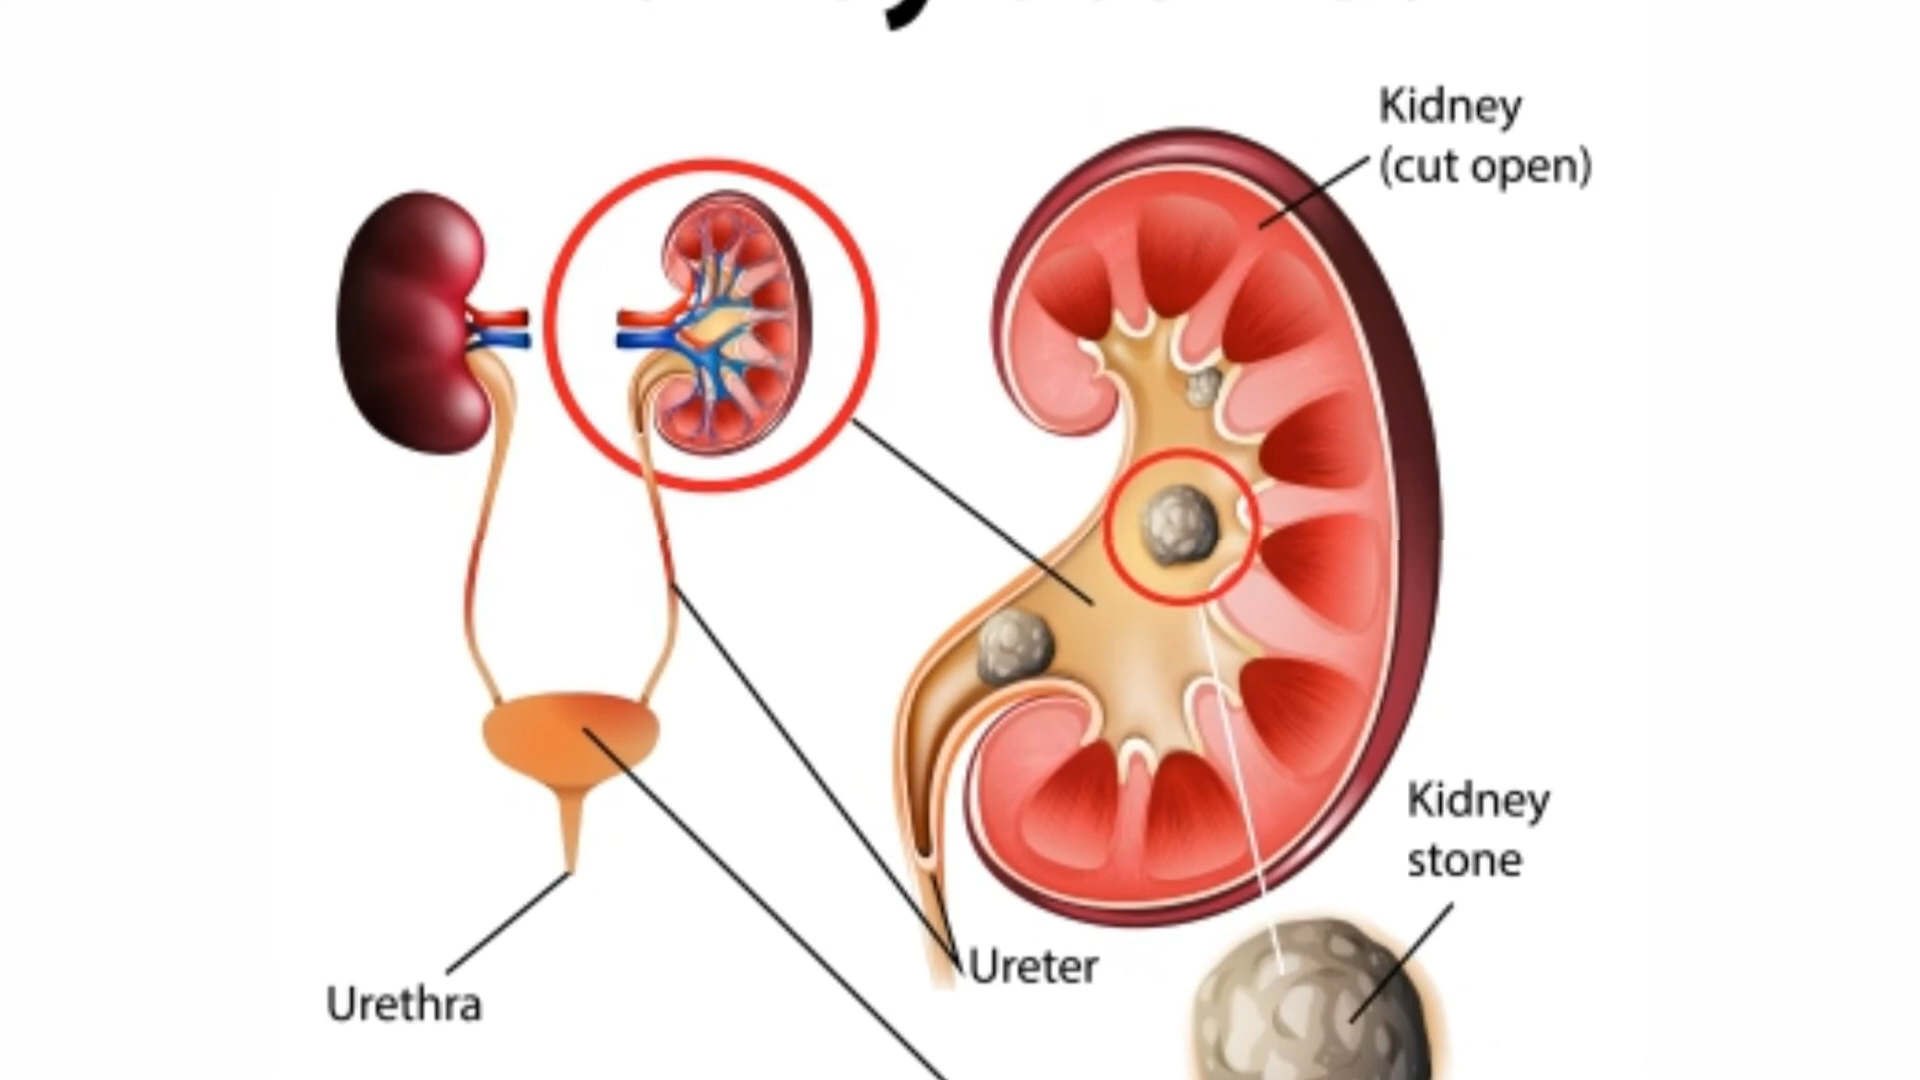 Kidney
(cut open)
Kidney
stone
Ureter
Urethra